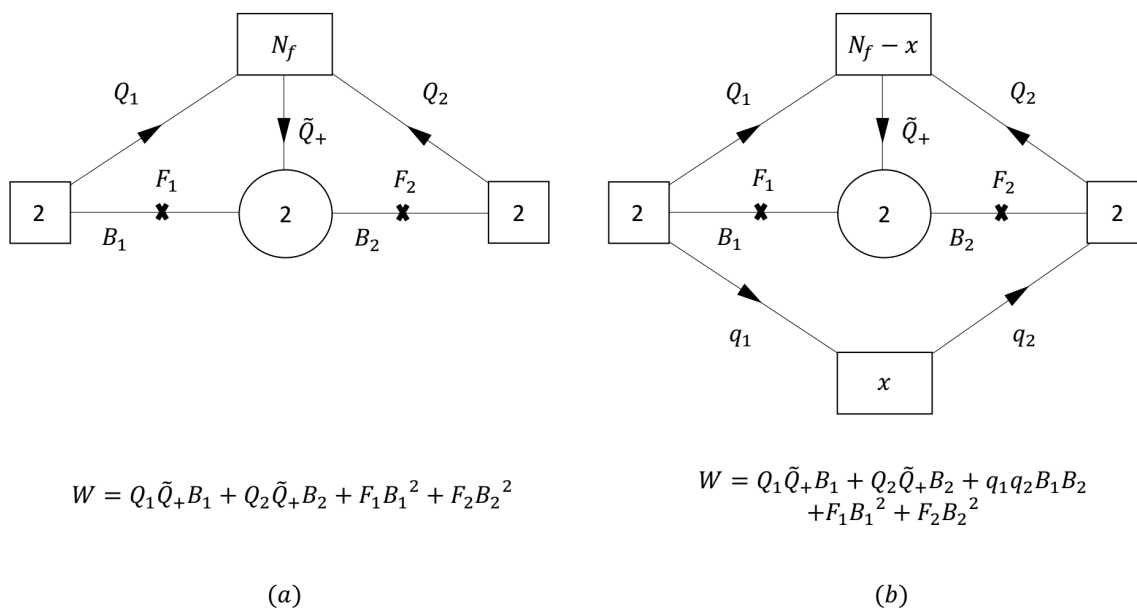 N_f
Q_1
Q_2
Q̃_+
F_1
F_2
2
2
2
B_1
B_2
W = Q_1Q̃_+B_1 + Q_2Q̃_+B_2 + F_1B_1^2 + F_2B_2^2
(a)
N_f − x
Q_1
Q_2
Q̃_+
F_1
F_2
2
2
2
B_1
B_2
q_1
q_2
x
W = Q_1Q̃_+B_1 + Q_2Q̃_+B_2 + q_1q_2B_1B_2
+F_1B_1^2 + F_2B_2^2
(b)